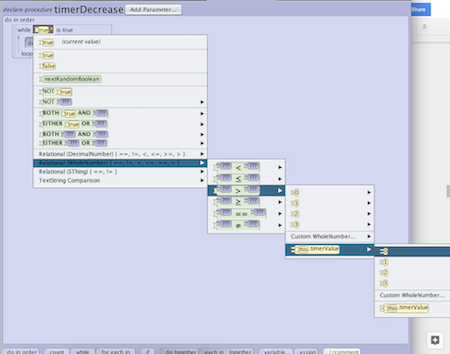 declare procedure timerDecrease Add Parameter...
do in order
while true is true
loop
true (current value)
true
false
nextRandomBoolean
NOT true
NOT ???
BOTH true AND ???
EITHER true OR ???
BOTH ??? AND ???
EITHER ??? OR ???
Relational (DecimalNumber) { ==, !=, <, <=, >=, > }
Relational (WholeNumber) { ==, !=, <, <=, >=, > }
Relational (SThing) { ==, != }
TextString Comparison
??? < ???
??? ≤ ???
??? > ???
??? ≥ ???
??? == ???
??? ≠ ???
0
1
2
3
Custom WholeNumber...
this.timerValue
0
1
2
3
Custom WholeNumber...
this.timerValue
Share
do in order count while for each in if do together each in together variable... assign //comment